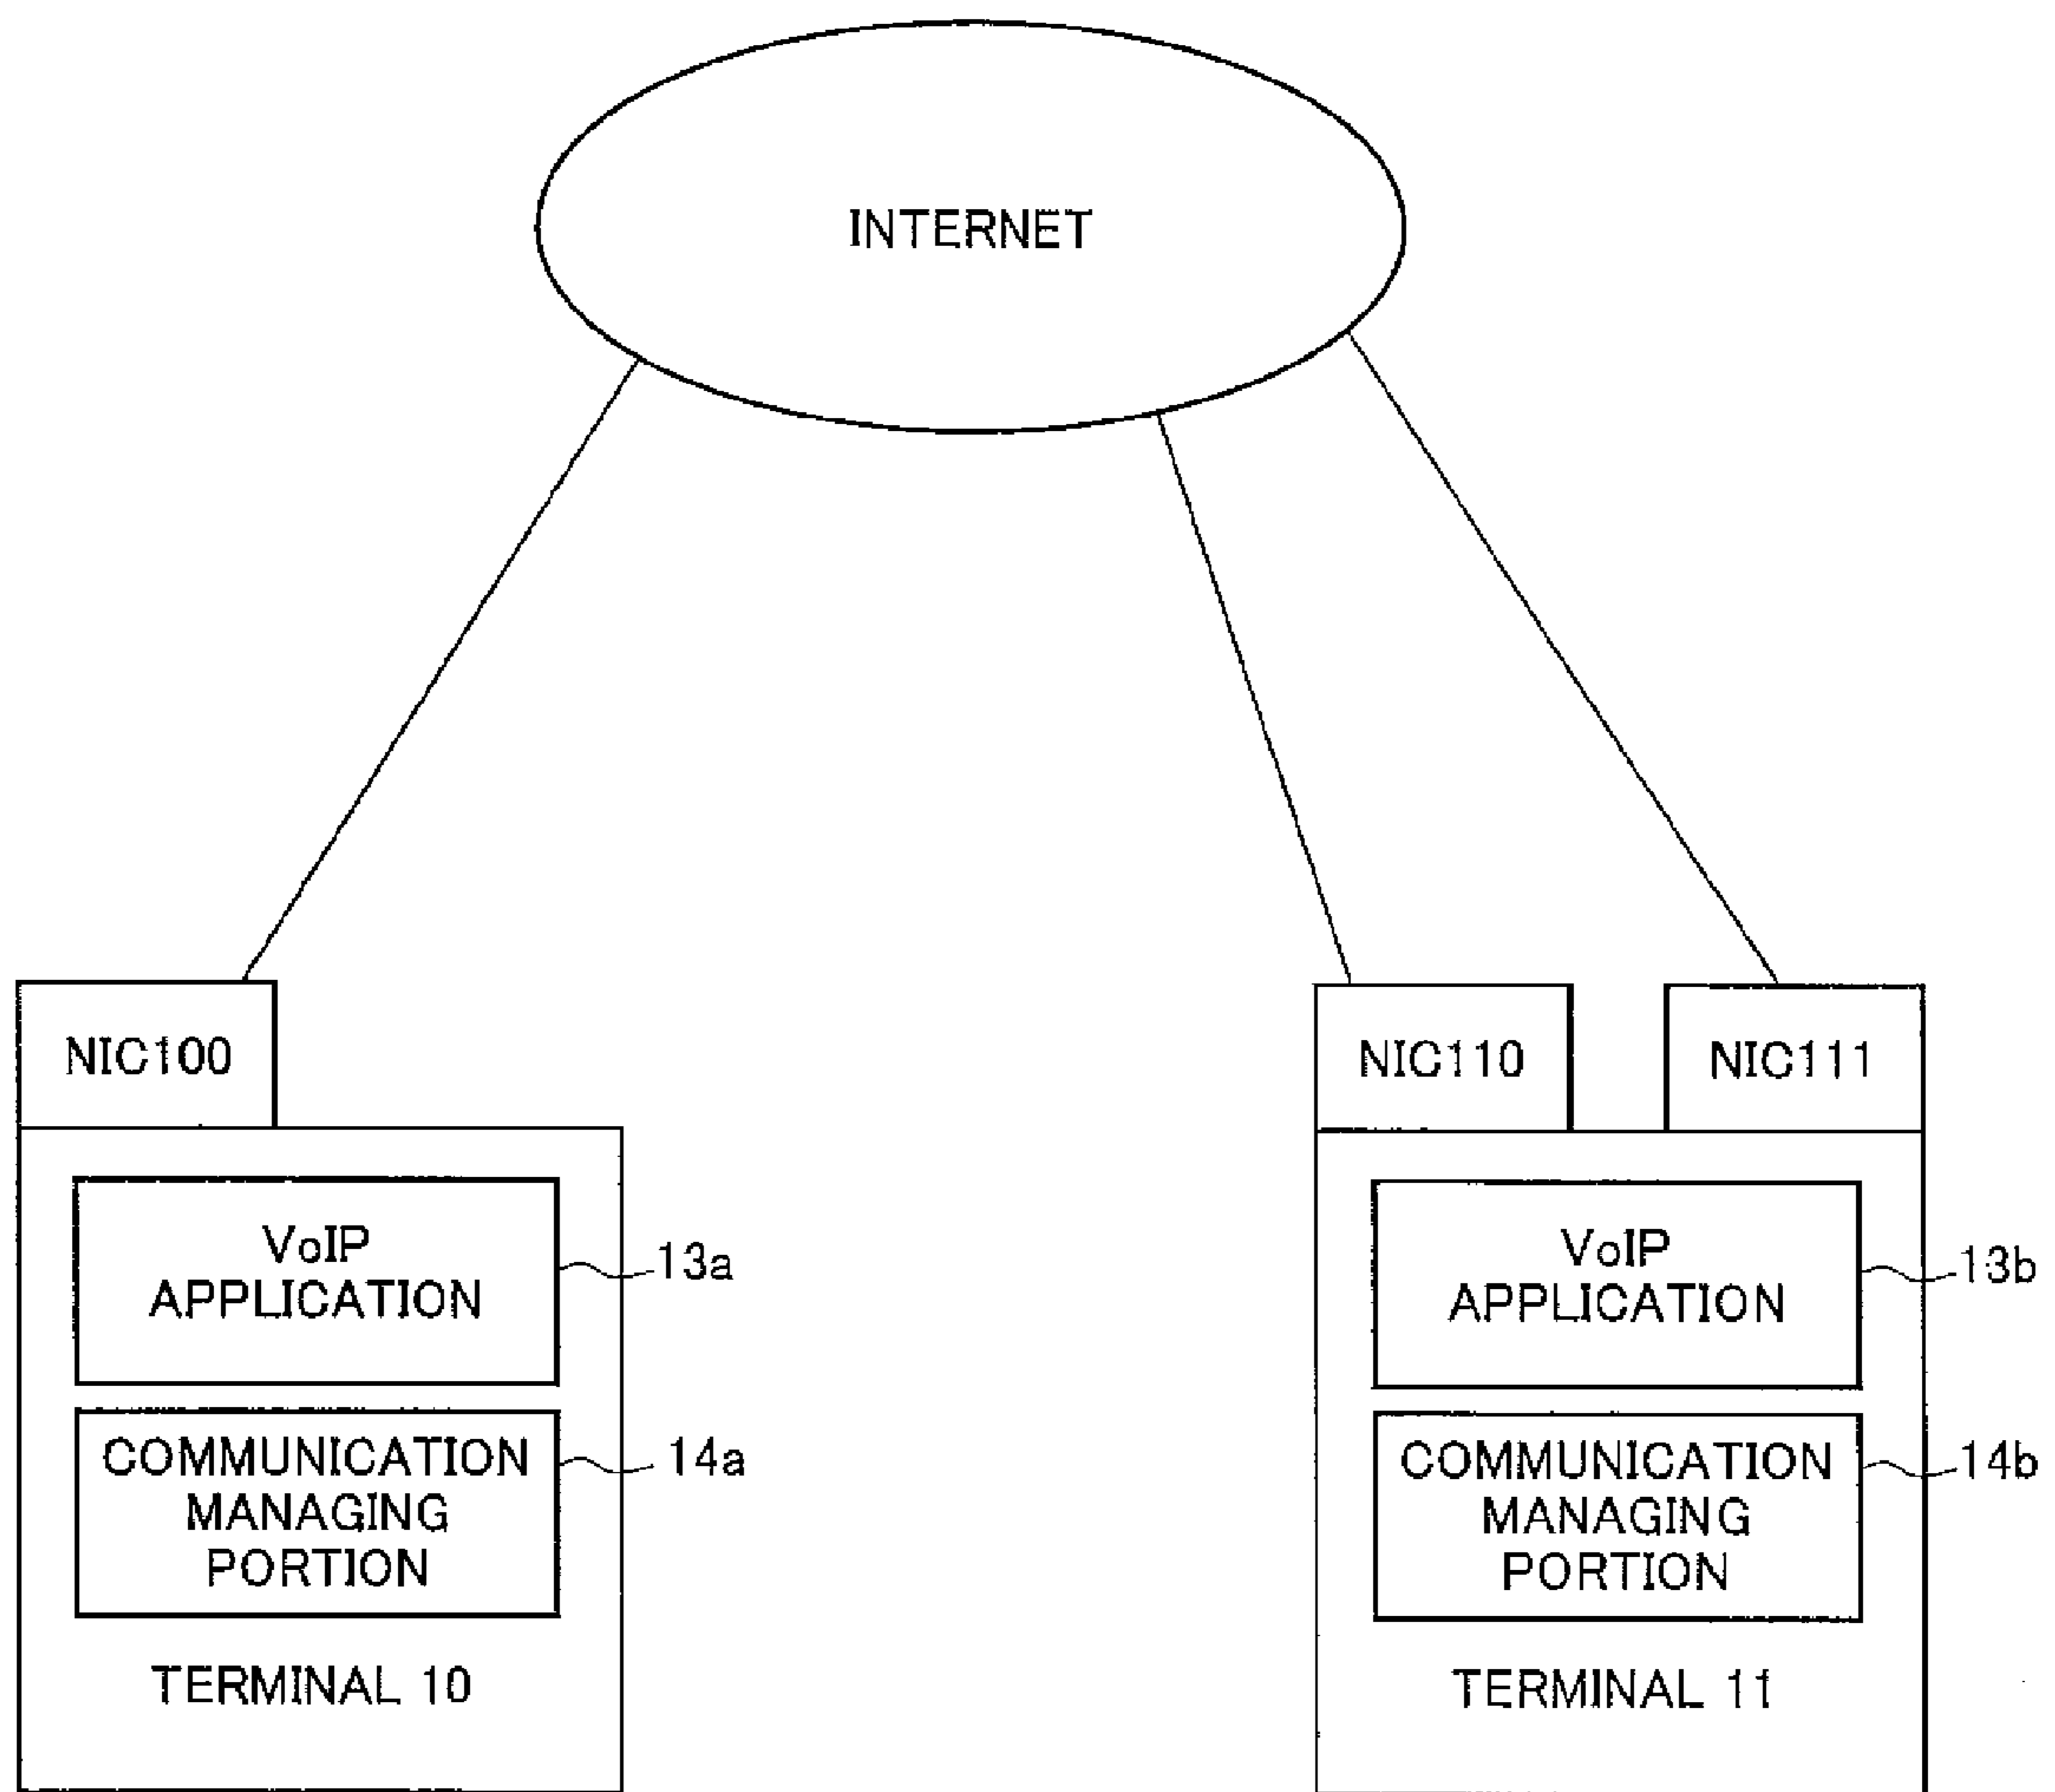 INTERNET
NIC100
NIC110
NIC111
VoIP
APPLICATION
13a
COMMUNICATION
MANAGING
PORTION
14a
TERMINAL 10
VoIP
APPLICATION
13b
COMMUNICATION
MANAGING
PORTION
14b
TERMINAL 11